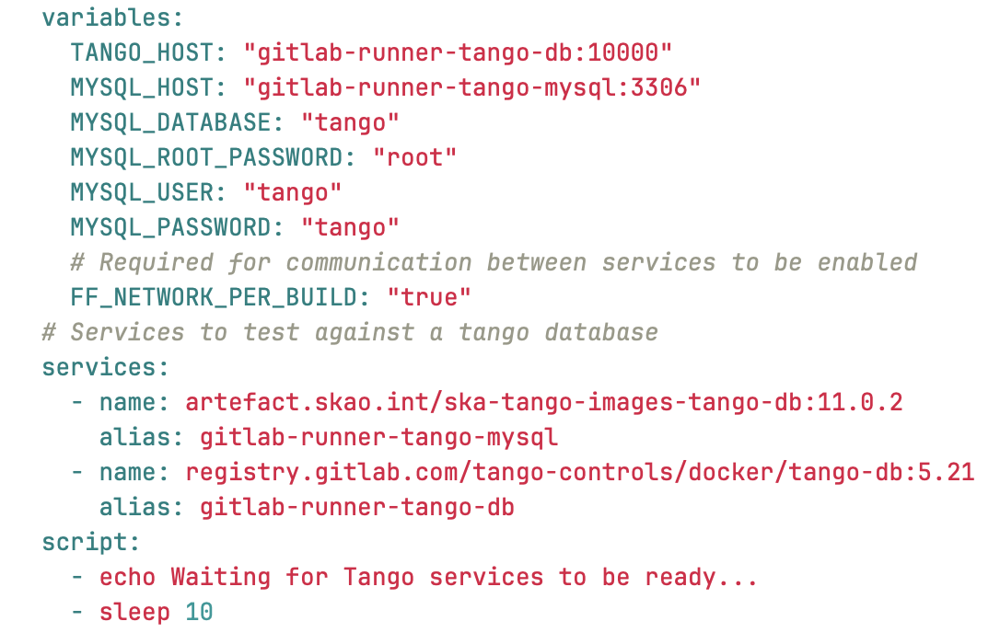 variables:
  TANGO_HOST: "gitlab-runner-tango-db:10000"
  MYSQL_HOST: "gitlab-runner-tango-mysql:3306"
  MYSQL_DATABASE: "tango"
  MYSQL_ROOT_PASSWORD: "root"
  MYSQL_USER: "tango"
  MYSQL_PASSWORD: "tango"
  # Required for communication between services to be enabled
  FF_NETWORK_PER_BUILD: "true"
# Services to test against a tango database
services:
  - name: artefact.skao.int/ska-tango-images-tango-db:11.0.2
    alias: gitlab-runner-tango-mysql
  - name: registry.gitlab.com/tango-controls/docker/tango-db:5.21
    alias: gitlab-runner-tango-db
script:
  - echo Waiting for Tango services to be ready...
  - sleep 10